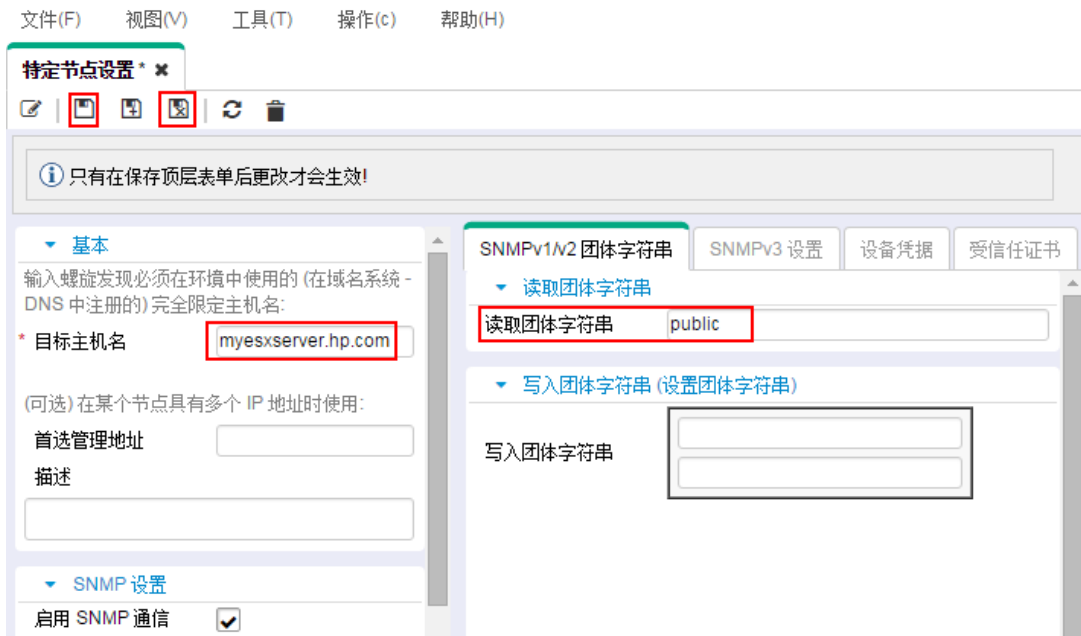 文件(F) 视图(V) 工具(T) 操作(c) 帮助(H)
特定节点设置 * ✖
只有在保存顶层表单后更改才会生效!
基本
输入螺旋发现必须在环境中使用的 (在域名系统 -
DNS 中注册的) 完全限定主机名:
* 目标主机名 myesxserver.hp.com
(可选) 在某个节点具有多个 IP 地址时使用:
首选管理地址
描述
SNMP 设置
启用 SNMP 通信
SNMPv1/v2 团体字符串 SNMPv3 设置 设备凭据 受信任证书
读取团体字符串
读取团体字符串 public
写入团体字符串 (设置团体字符串)
写入团体字符串